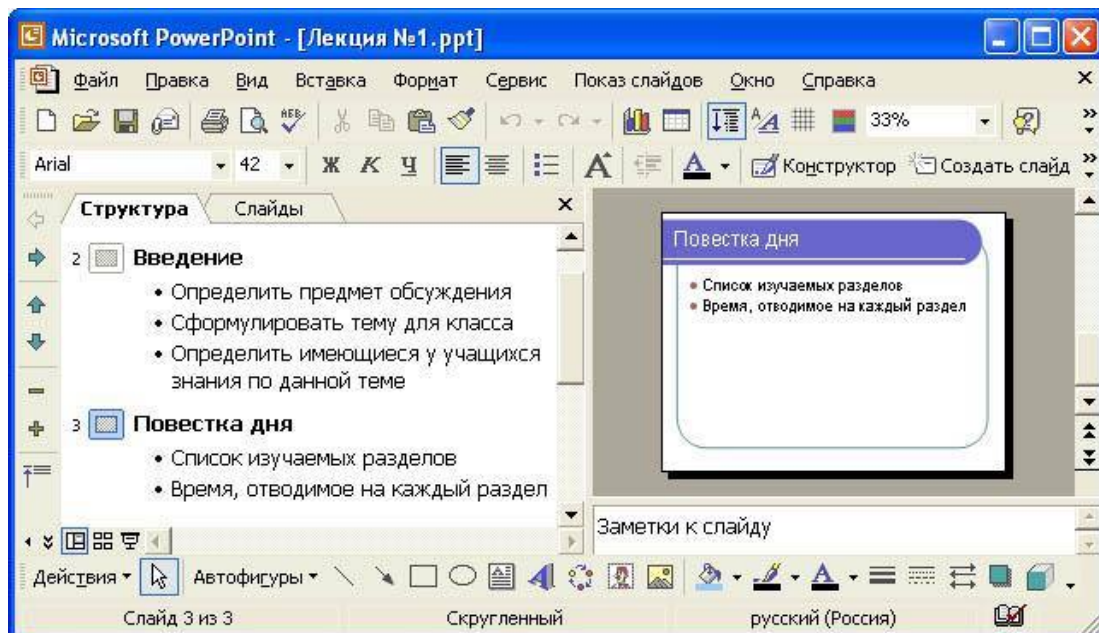 Microsoft PowerPoint - [Лекция №1.ppt]
Файл Правка Вид Вставка Формат Сервис Показ слайдов Окно Справка
33%
Arial 42 Ж К Ч Конструктор Создать слайд
Структура Слайды
2 Введение
• Определить предмет обсуждения
• Сформулировать тему для класса
• Определить имеющиеся у учащихся
знания по данной теме
3 Повестка дня
• Список изучаемых разделов
• Время, отводимое на каждый раздел
Повестка дня
• Список изучаемых разделов
• Время, отводимое на каждый раздел
Заметки к слайду
Действия Автофигуры
Слайд 3 из 3 Скругленный русский (Россия)